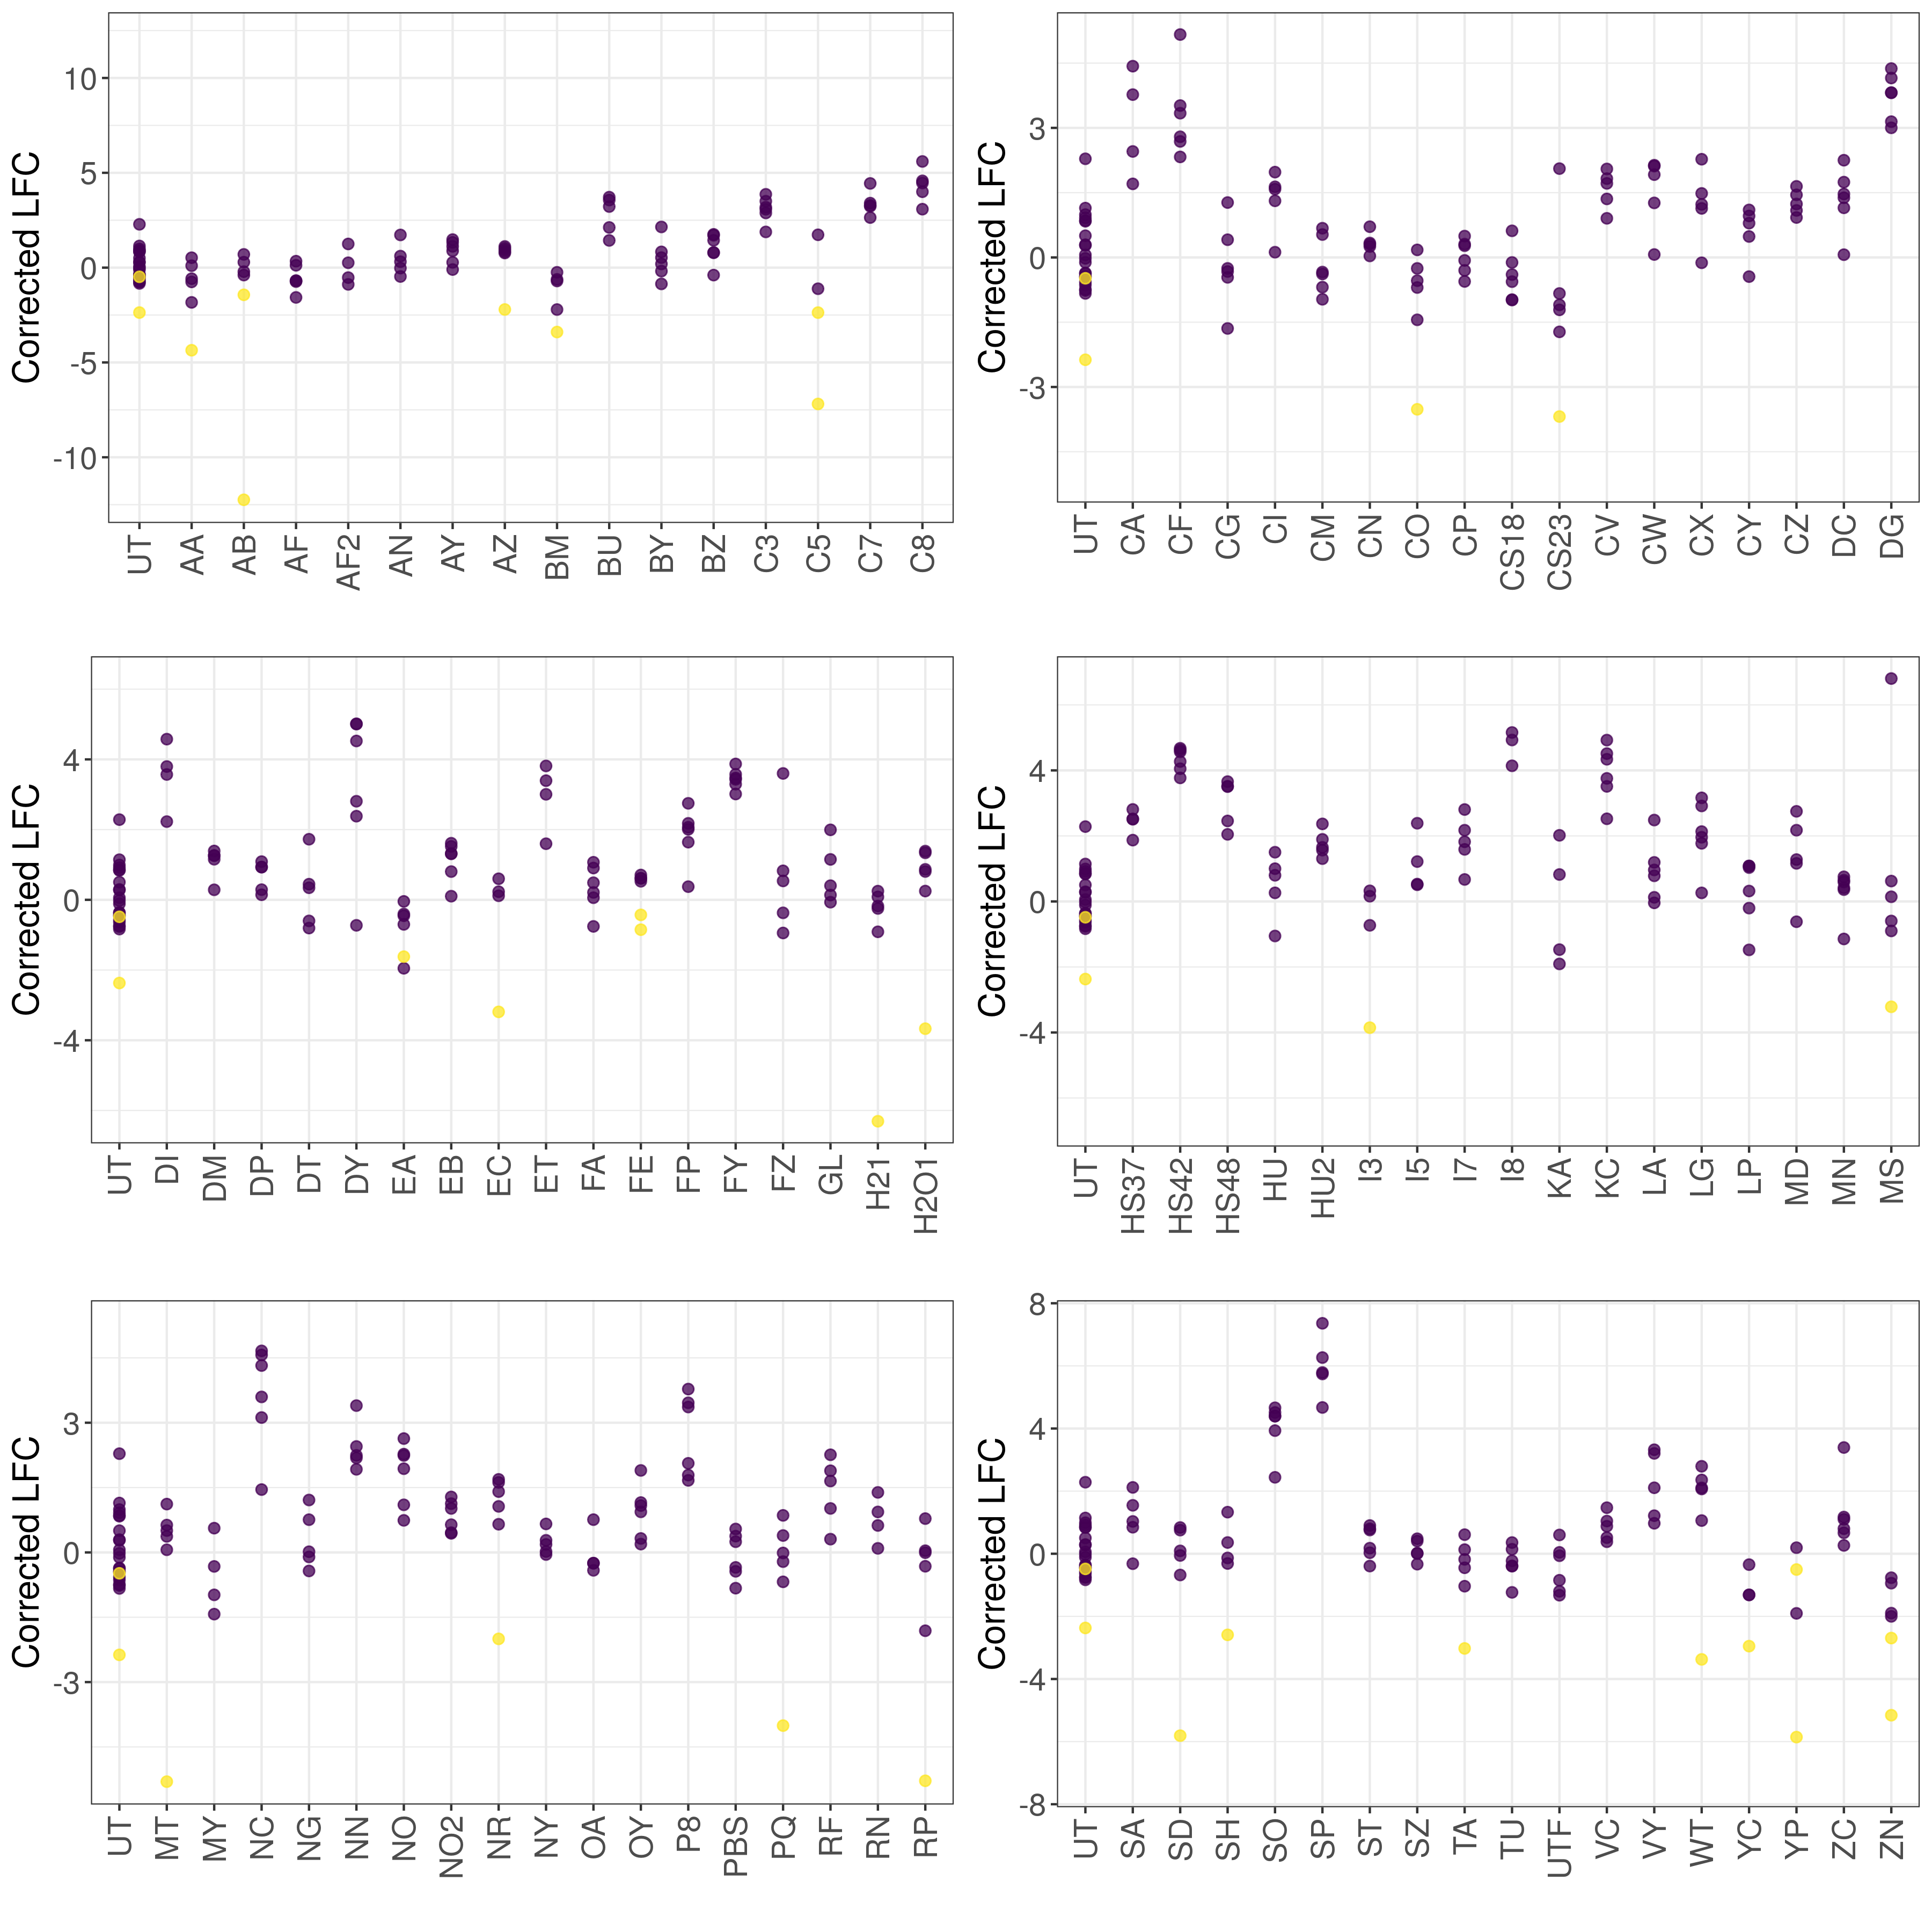 Corrected LFC
10
5
0
-5
-10
UT AA AB AF AF2 AN AY AZ BM BU BY BZ C3 C5 C7 C8
Corrected LFC
3
0
-3
UT CA CF CG CI CM CN CO CP CS18 CS23 CV CW CX CY CZ DC DG
Corrected LFC
4
0
-4
UT DI DM DP DT DY EA EB EC ET FA FE FP FY FZ GL H21 H2O1
Corrected LFC
4
0
-4
UT HS37 HS42 HS48 HU HU2 I3 I5 I7 I8 KA KC LA LG LP MD MN MS
Corrected LFC
3
0
-3
UT MT MY NC NG NN NO NO2 NR NY OA OY P8 PBS PQ RF RN RP
Corrected LFC
8
4
0
-4
-8
UT SA SD SH SO SP ST SZ TA TU UTF VC VY WT YC YP ZC ZN